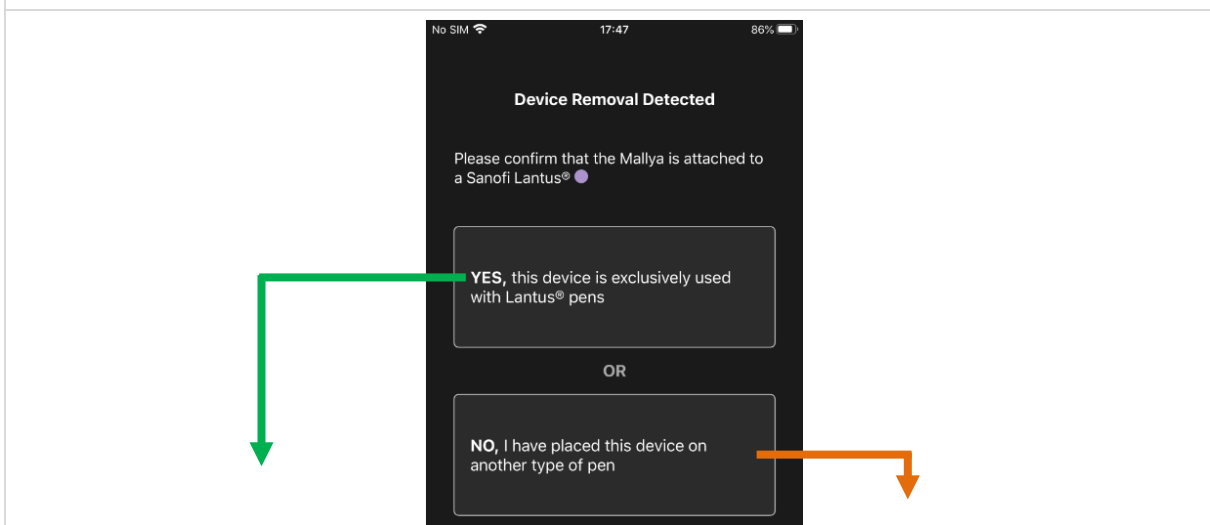 No SIM 17:47 86%
Device Removal Detected
Please confirm that the Mallya is attached to
a Sanofi Lantus®
YES, this device is exclusively used
with Lantus® pens
OR
NO, I have placed this device on
another type of pen